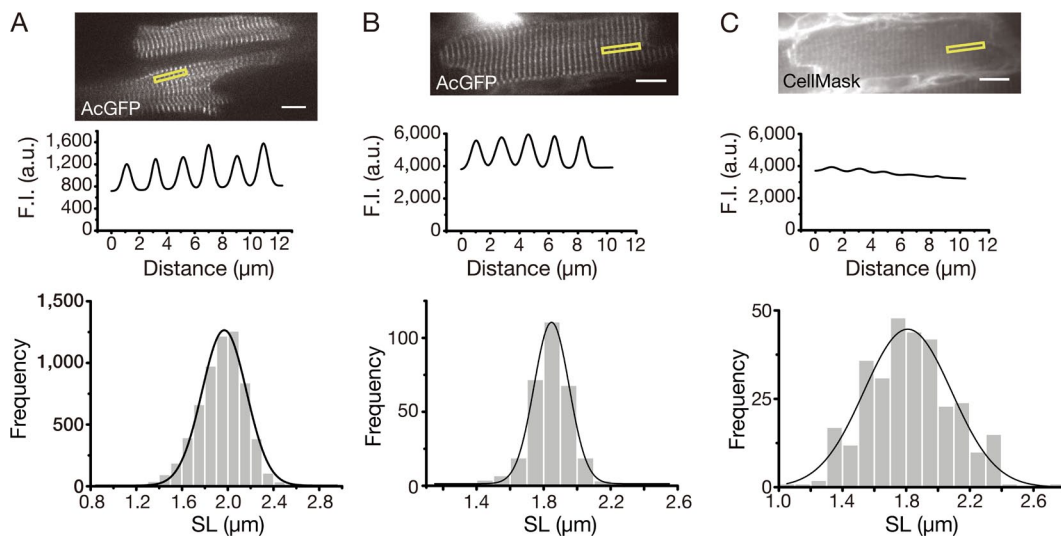 A
AcGFP
F.I. (a.u.)
1,600
1,200
800
400
0
0 2 4 6 8 10 12
Distance (µm)
Frequency
1,500
1,250
1,000
750
500
250
0
0.8 1.2 1.6 2.0 2.4 2.8
SL (µm)
B
AcGFP
F.I. (a.u.)
6,000
4,000
2,000
0
0 2 4 6 8 10 12
Distance (µm)
Frequency
100
50
0
1.4 1.8 2.2 2.6
SL (µm)
C
CellMask
F.I. (a.u.)
6,000
4,000
2,000
0
0 2 4 6 8 10 12
Distance (µm)
Frequency
50
25
0
1.0 1.4 1.8 2.2 2.6
SL (µm)